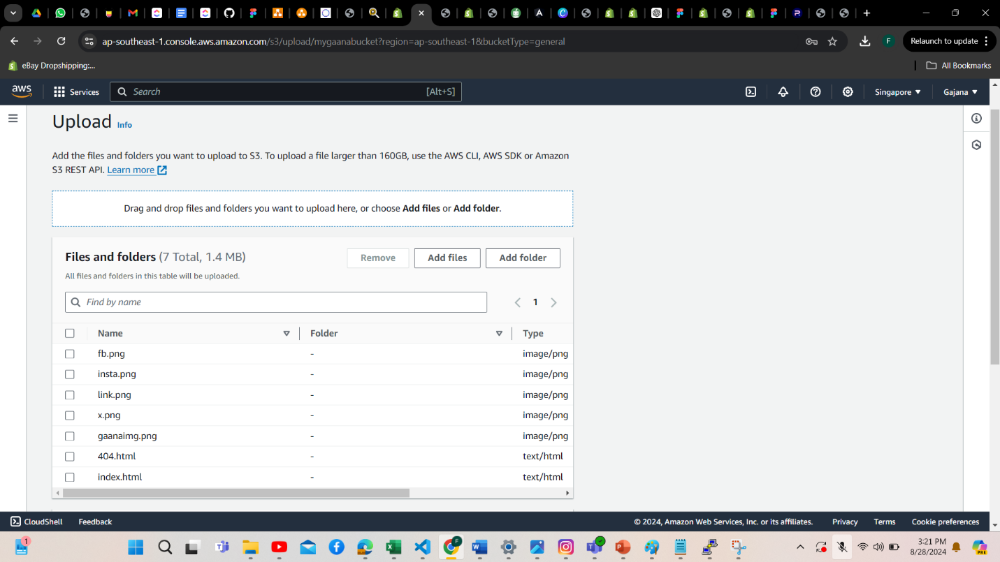 ap-southeast-1.console.aws.amazon.com/s3/upload/mygaanabucket?region=ap-southeast-1&bucketType=general
F
Relaunch to update
eBay Dropshipping:...
All Bookmarks
aws
Services
Search
[Alt+S]
Singapore
Gajana
Upload Info
Add the files and folders you want to upload to S3. To upload a file larger than 160GB, use the AWS CLI, AWS SDK or Amazon
S3 REST API. Learn more
Drag and drop files and folders you want to upload here, or choose Add files or Add folder.
Files and folders (7 Total, 1.4 MB)
Remove
Add files
Add folder
All files and folders in this table will be uploaded.
Find by name
1
Name
Folder
Type
fb.png - image/png
insta.png - image/png
link.png - image/png
x.png - image/png
gaanaimg.png - image/png
404.html - text/html
index.html - text/html
CloudShell
Feedback
© 2024, Amazon Web Services, Inc. or its affiliates.
Privacy
Terms
Cookie preferences
1
3:21 PM
8/28/2024
PRE